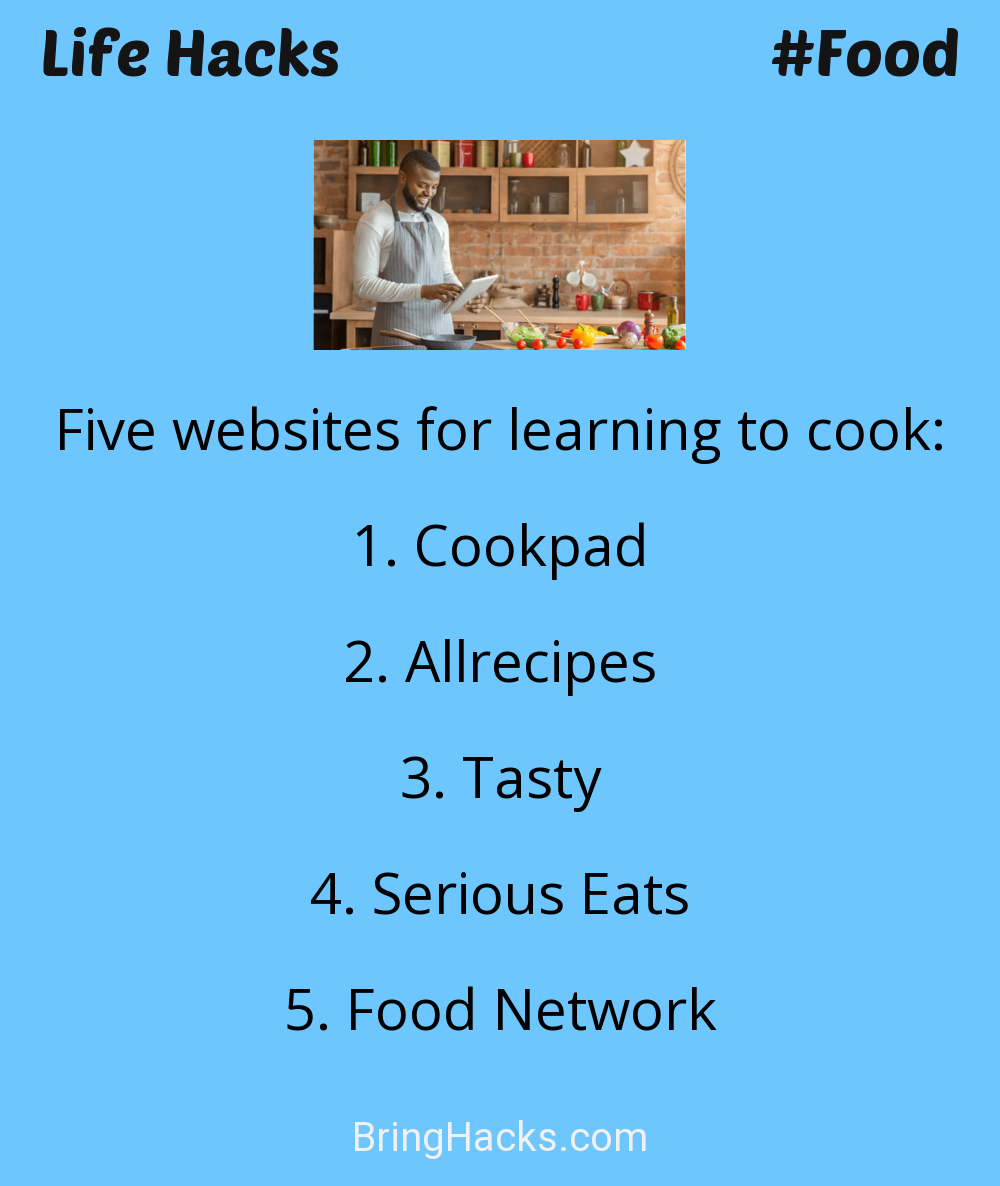 Life Hacks
#Food
Five websites for learning to cook:
1. Cookpad
2. Allrecipes
3. Tasty
4. Serious Eats
5. Food Network
BringHacks.com